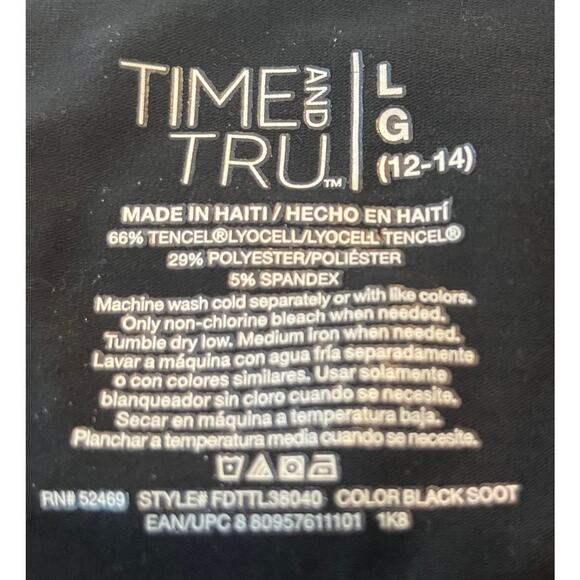 TIME AND TRU™
L
G
(12-14)
MADE IN HAITI / HECHO EN HAITÍ
66% TENCEL®LYOCELL/LYOCELL TENCEL®
29% POLYESTER/POLIÉSTER
5% SPANDEX
Machine wash cold separately or with like colors.
Only non-chlorine bleach when needed.
Tumble dry low. Medium Iron when needed.
Lavar a máquina con agua fría separadamente
o con colores similares. Usar solamente
blanqueador sin cloro cuando se necesite.
Secar en máquina a temperatura baja.
Planchar a temperatura media cuando se necesite.
RN# 52469 STYLE# FDTTL38040 COLOR BLACK SOOT
EAN/UPC 8 80957611101 1K8